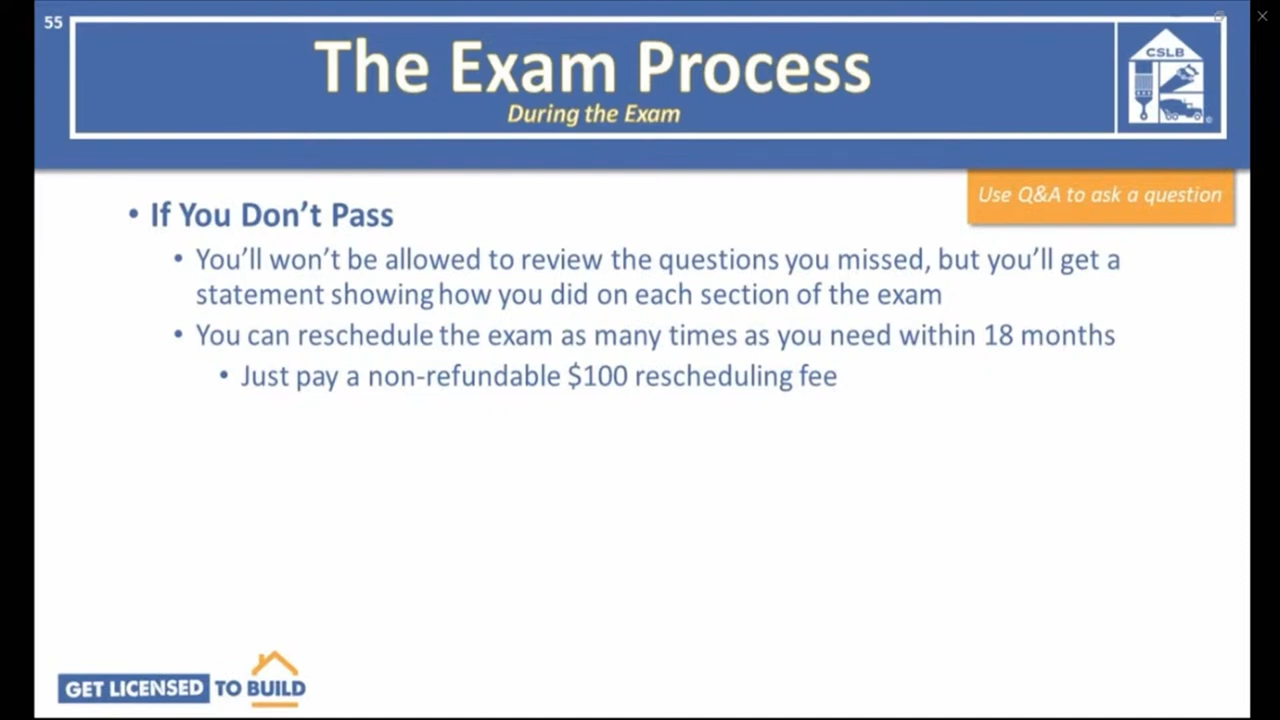 55
The Exam Process
During the Exam
CSLB
Use Q&A to ask a question
• If You Don't Pass
• You'll won't be allowed to review the questions you missed, but you'll get a
statement showing how you did on each section of the exam
• You can reschedule the exam as many times as you need within 18 months
• Just pay a non-refundable $100 rescheduling fee
GET LICENSED TO BUILD